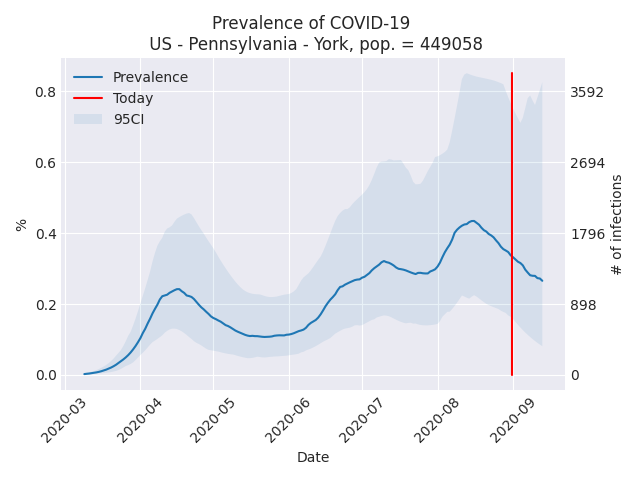 Prevalence of COVID-19
US - Pennsylvania - York, pop. = 449058
Prevalence
Today
95CI
%
0.8
0.6
0.4
0.2
0.0
3592
2694
1796
898
0
# of infections
2020-03
2020-04
2020-05
2020-06
2020-07
2020-08
2020-09
Date